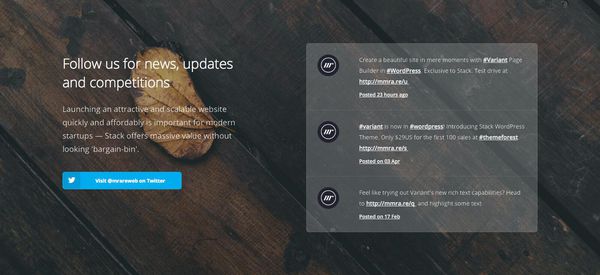 Follow us for news, updates
and competitions
Launching an attractive and scalable website
quickly and affordably is important for modern
startups — Stack offers massive value without
looking 'bargain-bin'.
Visit @mrareweb on Twitter
Create a beautiful site in mere moments with #Variant Page
Builder in #WordPress. Exclusive to Stack. Test drive at
http://mmra.re/u
Posted 23 hours ago
#variant is now in #wordpress! Introducing Stack WordPress
Theme. Only $29US for the first 100 sales at #themeforest
http://mmra.re/s
Posted on 03 Apr
Feel like trying out Variant's new rich text capabilities? Head
to http://mmra.re/q and highlight some text
Posted on 17 Feb